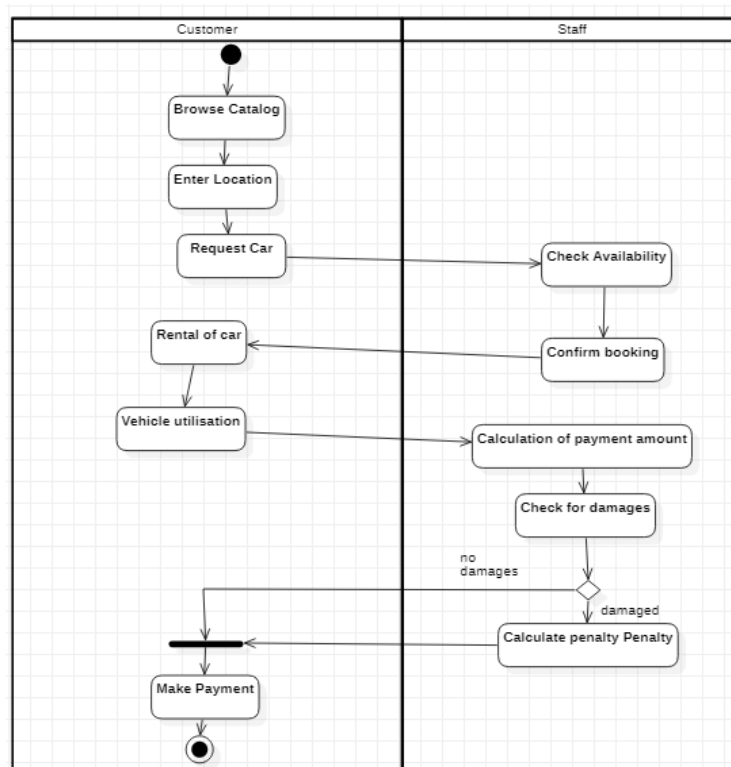 Customer
Staff
Browse Catalog
Enter Location
Request Car
Check Availability
Rental of car
Confirm booking
Vehicle utilisation
Calculation of payment amount
Check for damages
no
damages
damaged
Calculate penalty Penalty
Make Payment